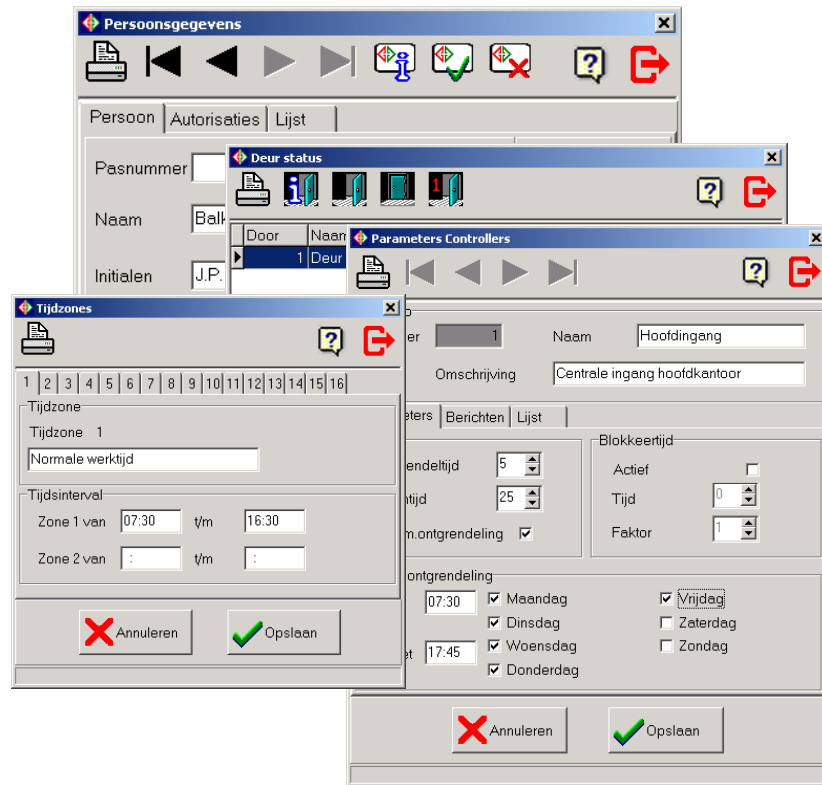 Persoonsgegevens
Persoon Autorisaties Lijst
Pasnummer
Naam
Initialen J.P.
Deur status
Door
1 Deur
Parameters Controllers
1 Naam Hoofdingang
Omschrijving Centrale ingang hoofdkantoor
Berichten Lijst
Blokkeertijd
5 Actief
25 Tijd 0
Faktor 1
07:30 Maandag Vrijdag
Dinsdag Zaterdag
17:45 Woensdag Zondag
Donderdag
Annuleren Opslaan
Tijdzones
1 2 3 4 5 6 7 8 9 10 11 12 13 14 15 16
Tijdzone
Tijdzone 1
Normale werktijd
Tijdsinterval
Zone 1 van 07:30 t/m 16:30
Zone 2 van : t/m :
Annuleren Opslaan